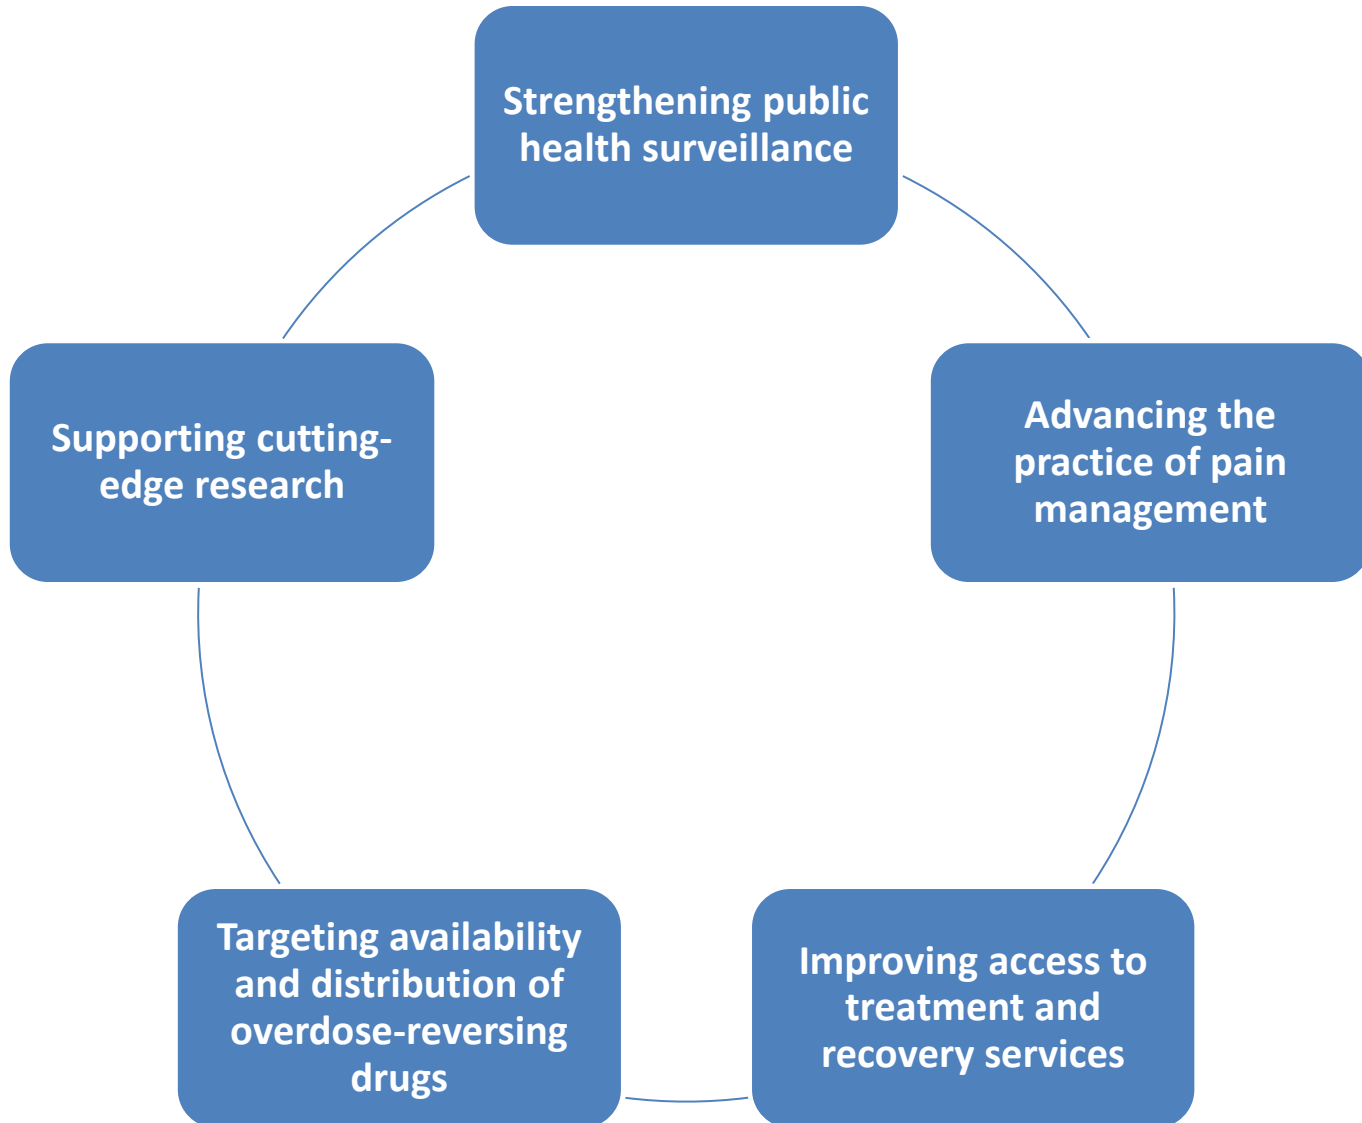 Strengthening public
health surveillance
Advancing the
practice of pain
management
Improving access to
treatment and
recovery services
Targeting availability
and distribution of
overdose-reversing
drugs
Supporting cutting-
edge research